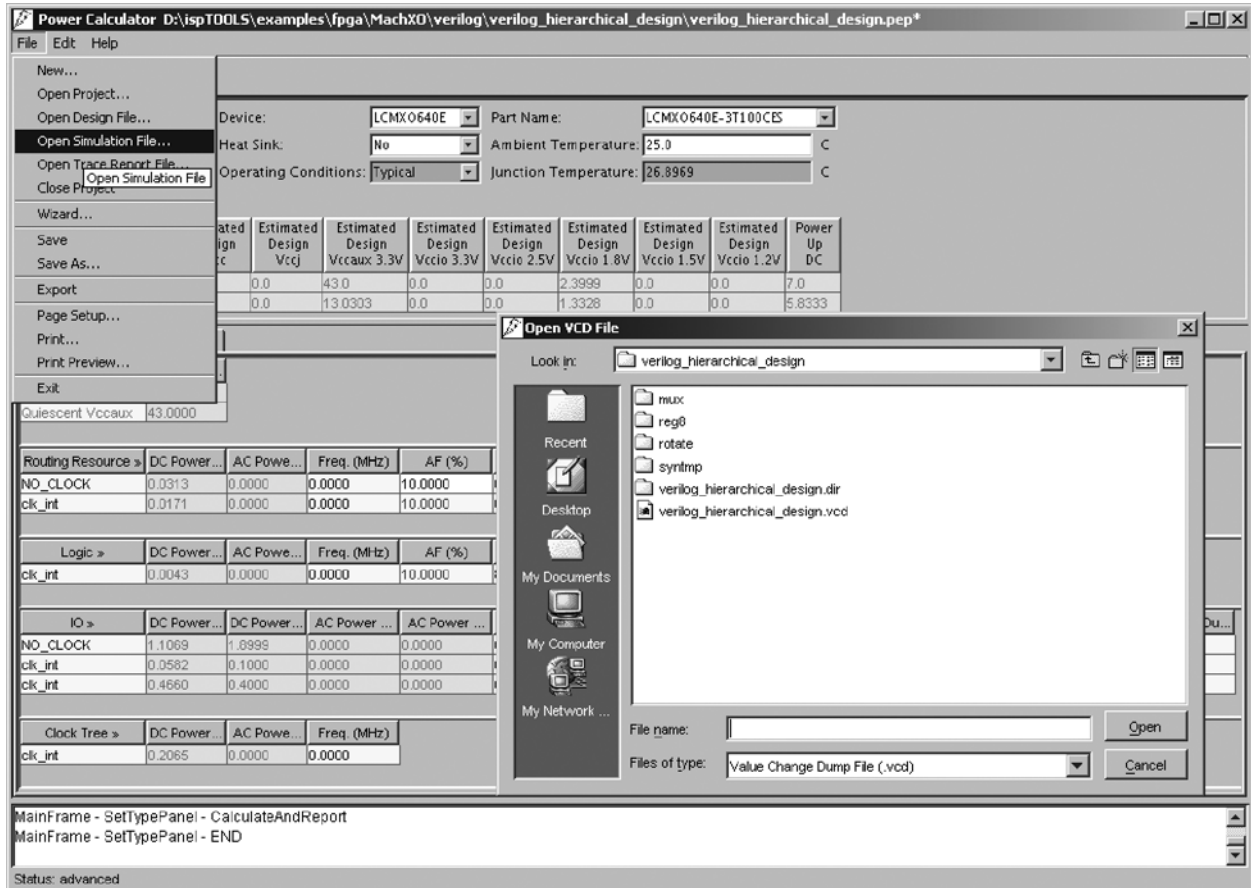 Power Calculator D:\ispTOOLS\examples\fpga\MachXO\verilog\verilog_hierarchical_design\verilog_hierarchical_design.pep*
File Edit Help
New...
Open Project...
Open Design File...
Open Simulation File...
Open Trace Report File...
Open Simulation File
Close Project
Wizard...
Save
Save As...
Export
Page Setup...
Print...
Print Preview...
Exit
Device: LCMXO640E Part Name: LCMXO640E-3T100CES
Heat Sink: No Ambient Temperature: 25.0 C
Operating Conditions: Typical Junction Temperature: 26.8969 C
Estimated Design Vccj Estimated Design Vccaux 3.3V Estimated Design Vccio 3.3V Estimated Design Vccio 2.5V Estimated Design Vccio 1.8V Estimated Design Vccio 1.5V Estimated Design Vccio 1.2V Power Up DC
0.0 43.0 0.0 0.0 2.3999 0.0 0.0 7.0
0.0 13.0303 0.0 0.0 1.3328 0.0 0.0 5.8333
Quiescent Vccaux 43.0000
Routing Resource » DC Power... AC Powe... Freq. (MHz) AF (%)
NO_CLOCK 0.0313 0.0000 0.0000 10.0000
clk_int 0.0171 0.0000 0.0000 10.0000
Logic » DC Power... AC Powe... Freq. (MHz) AF (%)
clk_int 0.0043 0.0000 0.0000 10.0000
IO » DC Power... DC Power... AC Power ... AC Power ... Du...
NO_CLOCK 1.1069 1.8999 0.0000 0.0000
clk_int 0.0582 0.1000 0.0000 0.0000
clk_int 0.4660 0.4000 0.0000 0.0000
Clock Tree » DC Power... AC Powe... Freq. (MHz)
clk_int 0.2065 0.0000 0.0000
Open VCD File
Look in: verilog_hierarchical_design
Recent
Desktop
My Documents
My Computer
My Network ...
mux
reg8
rotate
syntmp
verilog_hierarchical_design.dir
verilog_hierarchical_design.vcd
File name: Open
Files of type: Value Change Dump File (.vcd) Cancel
MainFrame - SetTypePanel - CalculateAndReport
MainFrame - SetTypePanel - END
Status: advanced